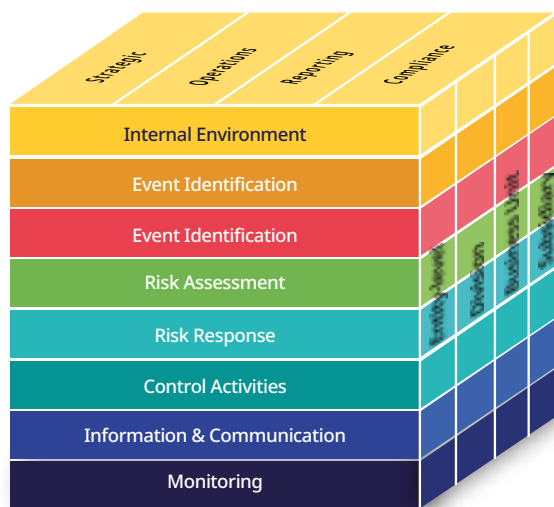 Strategic
Operations
Reporting
Compliance
Internal Environment
Event Identification
Event Identification
Risk Assessment
Risk Response
Control Activities
Information & Communication
Monitoring
Entity-level
Division
Business Unit
Subsidiary